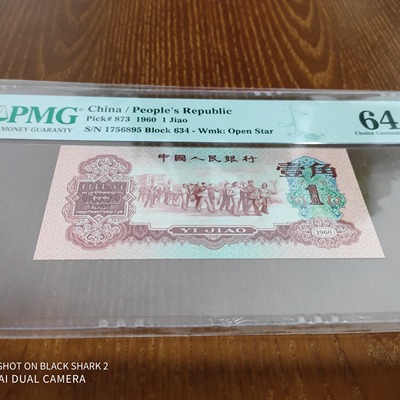 PMG
MONEY GUARANTY
China / People's Republic
Pick# 873 1960 1 Jiao
S/N 1756895 Block 634 - Wmk: Open Star
64
Choice
中國人民銀行
壹角
1
YI JIAO
1960
SHOT ON BLACK SHARK 2
AI DUAL CAMERA